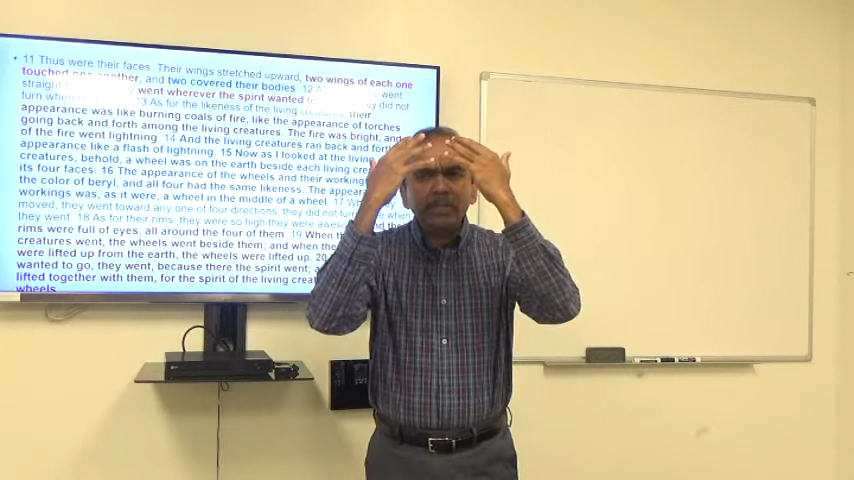 • 11 Thus were their faces. Their wings stretched upward, two wings of each one
touched one another, and two covered their bodies. 12 went
straight they went wherever the spirit wanted to they did not
turn when 13 As for the likeness of the living creatures, their
appearance was like burning coals of fire, like the appearance of torches
going back and forth among the living creatures. The fire was bright, and
of the fire went lightning. 14 And the living creatures ran back and forth
appearance like a flash of lightning. 15 Now as I looked at the living
creatures, behold, a wheel was on the earth beside each living
its four faces. 16 The appearance of the wheels and their
the color of beryl, and all four had the same likeness. The
workings was, as it were, a wheel in the middle of a wheel. 17 they
moved, they went toward any one of four directions; they did not when
they went. 18 As for their rims, they were so high they were
rims were full of eyes, all around the four of them. 19 When
creatures went, the wheels went beside them; and when the
were lifted up from the earth, the wheels were lifted up. 20
wanted to go, they went, because there the spirit went;
lifted together with them, for the spirit of the living
wheels.